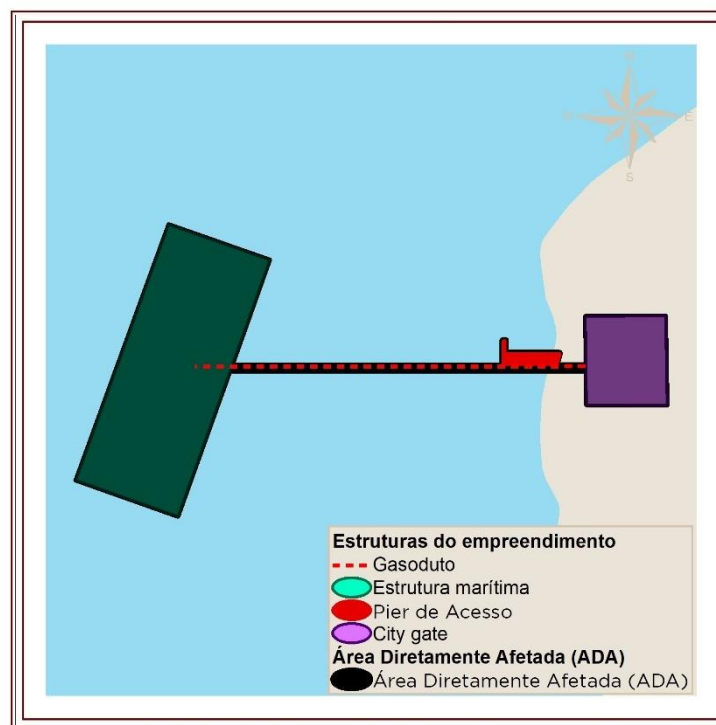 N
E
S
Estruturas do empreendimento
Gasoduto
Estrutura marítima
Pier de Acesso
City gate
Área Diretamente Afetada (ADA)
Área Diretamente Afetada (ADA)